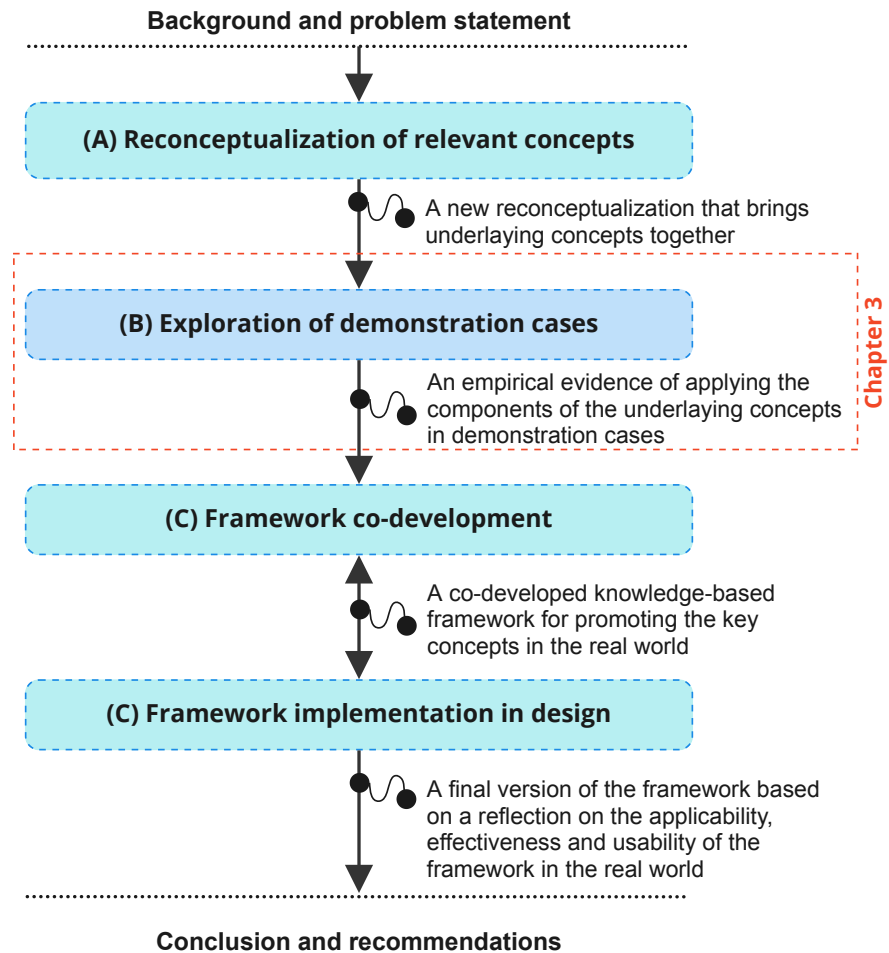 Background and problem statement
(A) Reconceptualization of relevant concepts
A new reconceptualization that brings
underlaying concepts together
(B) Exploration of demonstration cases
Chapter 3
An empirical evidence of applying the
components of the underlaying concepts
in demonstration cases
(C) Framework co-development
A co-developed knowledge-based
framework for promoting the key
concepts in the real world
(C) Framework implementation in design
A final version of the framework based
on a reflection on the applicability,
effectiveness and usability of the
framework in the real world
Conclusion and recommendations